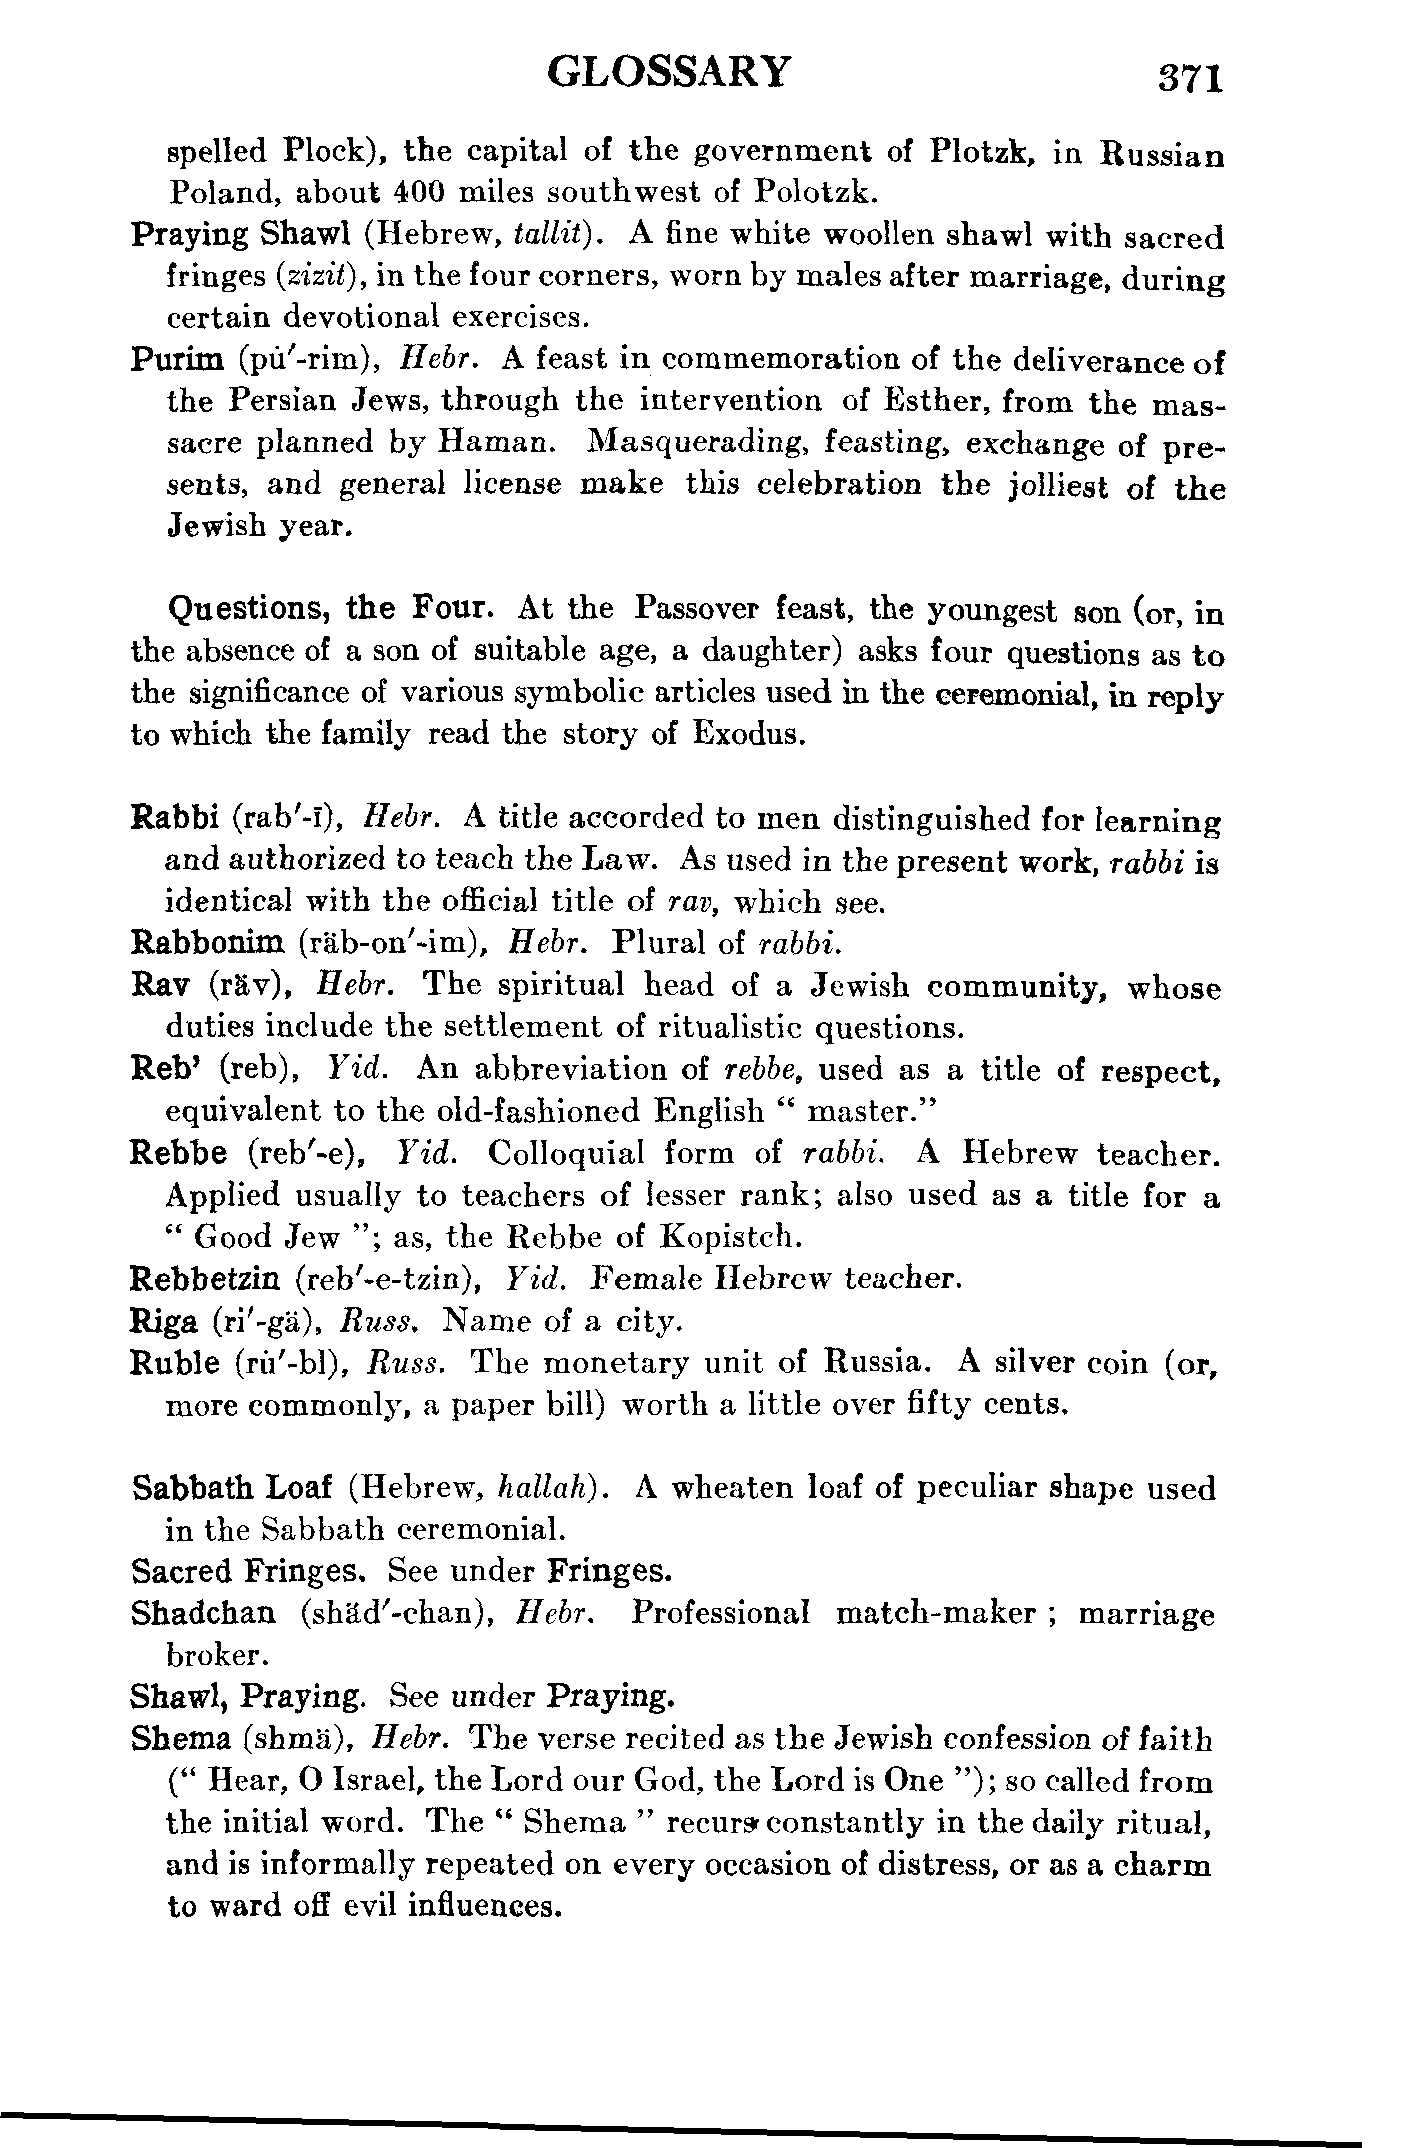 GLOSSARY 371
spelled Plock), the capital of the government of Plotzk, in Russian
Poland, about 400 miles southwest of Polotzk.
Praying Shawl (Hebrew, tallit). A fine white woollen shawl with sacred
fringes (zizit), in the four corners, worn by males after marriage, during
certain devotional exercises.
Purim (pu̇′-rim), Hebr. A feast in commemoration of the deliverance of
the Persian Jews, through the intervention of Esther, from the mas-
sacre planned by Haman. Masquerading, feasting, exchange of pre-
sents, and general license make this celebration the jolliest of the
Jewish year.
Questions, the Four. At the Passover feast, the youngest son (or, in
the absence of a son of suitable age, a daughter) asks four questions as to
the significance of various symbolic articles used in the ceremonial, in reply
to which the family read the story of Exodus.
Rabbi (rab′-ī), Hebr. A title accorded to men distinguished for learning
and authorized to teach the Law. As used in the present work, rabbi is
identical with the official title of rav, which see.
Rabbonim (räb-on′-im), Hebr. Plural of rabbi.
Rav (räv), Hebr. The spiritual head of a Jewish community, whose
duties include the settlement of ritualistic questions.
Reb’ (reb), Yid. An abbreviation of rebbe, used as a title of respect,
equivalent to the old-fashioned English “ master.”
Rebbe (reb′-e), Yid. Colloquial form of rabbi. A Hebrew teacher.
Applied usually to teachers of lesser rank; also used as a title for a
“ Good Jew ”; as, the Rebbe of Kopistch.
Rebbetzin (reb′-e-tzin), Yid. Female Hebrew teacher.
Riga (ri′-gä), Russ. Name of a city.
Ruble (ru̇′-bl), Russ. The monetary unit of Russia. A silver coin (or,
more commonly, a paper bill) worth a little over fifty cents.
Sabbath Loaf (Hebrew, hallah). A wheaten loaf of peculiar shape used
in the Sabbath ceremonial.
Sacred Fringes. See under Fringes.
Shadchan (shäd′-chan), Hebr. Professional match-maker ; marriage
broker.
Shawl, Praying. See under Praying.
Shema (shmä), Hebr. The verse recited as the Jewish confession of faith
(“ Hear, O Israel, the Lord our God, the Lord is One ”); so called from
the initial word. The “ Shema ” recurs constantly in the daily ritual,
and is informally repeated on every occasion of distress, or as a charm
to ward off evil influences.